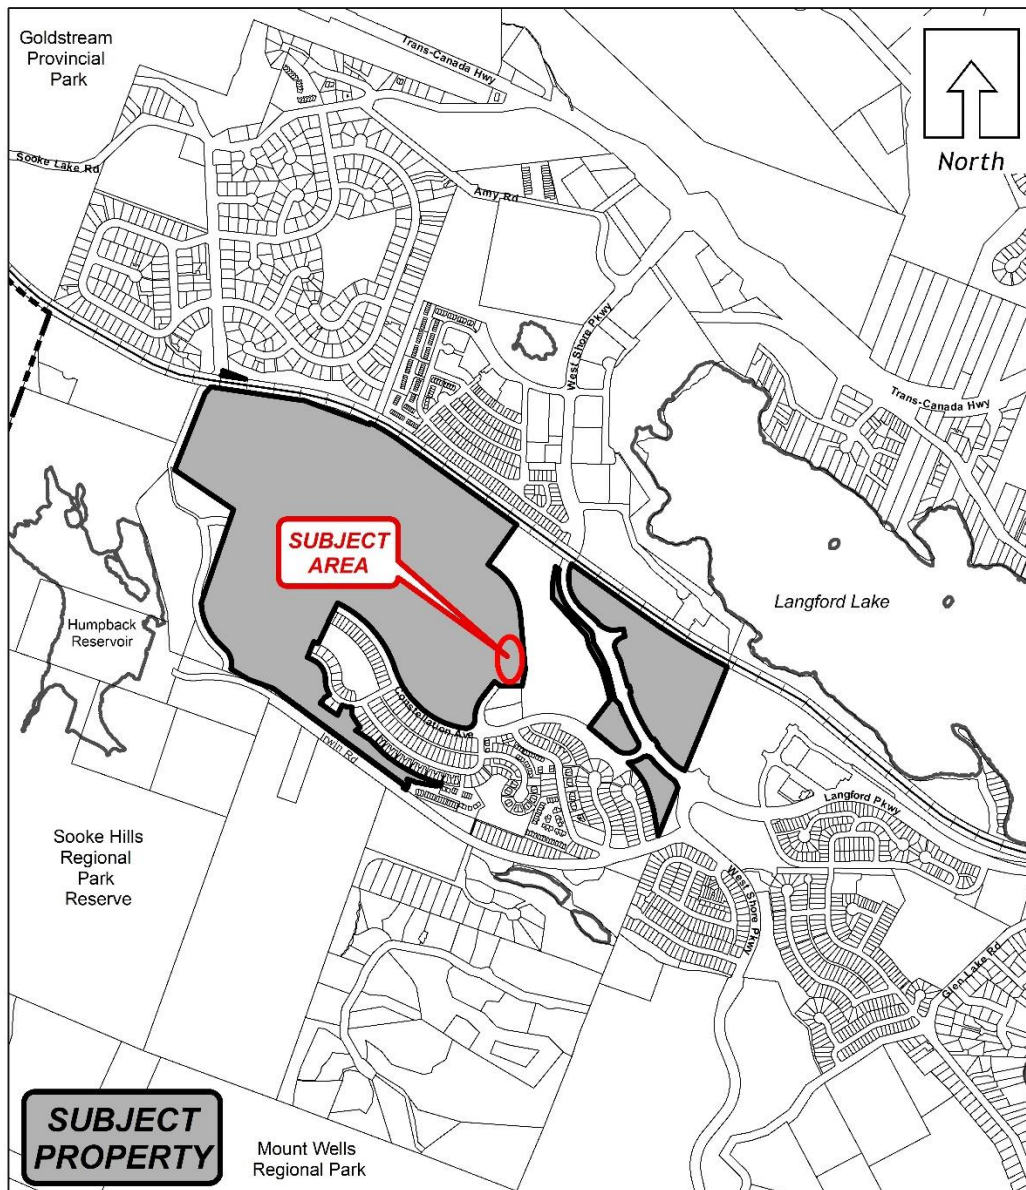 Goldstream
Provincial
Park
Trans-Canada Hwy
North
Sooke Lake Rd
Amy Rd
West Shore Pkwy
Trans-Canada Hwy
SUBJECT
AREA
Langford Lake
Humpback
Reservoir
Constellation Ave
Irwin Rd
Langford Pkwy
Sooke Hills
Regional
Park
Reserve
West Shore Pkwy
Glen Lake Rd
SUBJECT
PROPERTY
Mount Wells
Regional Park